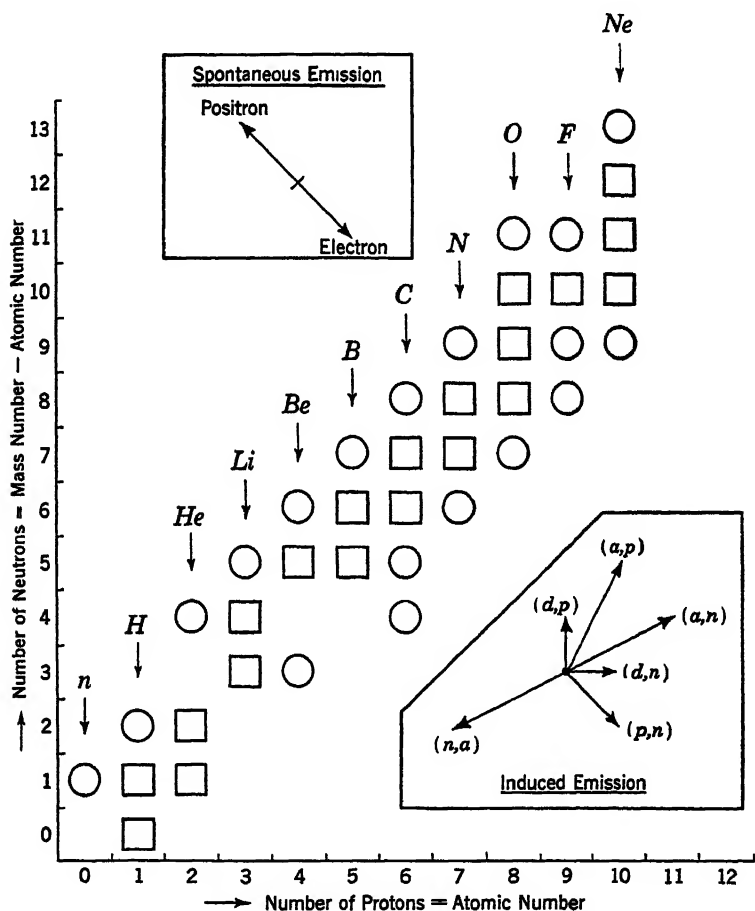 Ne
Spontaneous Emission
Positron
Electron
O F
N
C
B
Be
Li
He
H
n
13
12
11
10
9
8
7
6
5
4
3
2
1
0
Number of Neutrons = Mass Number – Atomic Number
(a,p)
(d,p)
(a,n)
(d,n)
(n,a)
(p,n)
Induced Emission
0 1 2 3 4 5 6 7 8 9 10 11 12
Number of Protons = Atomic Number